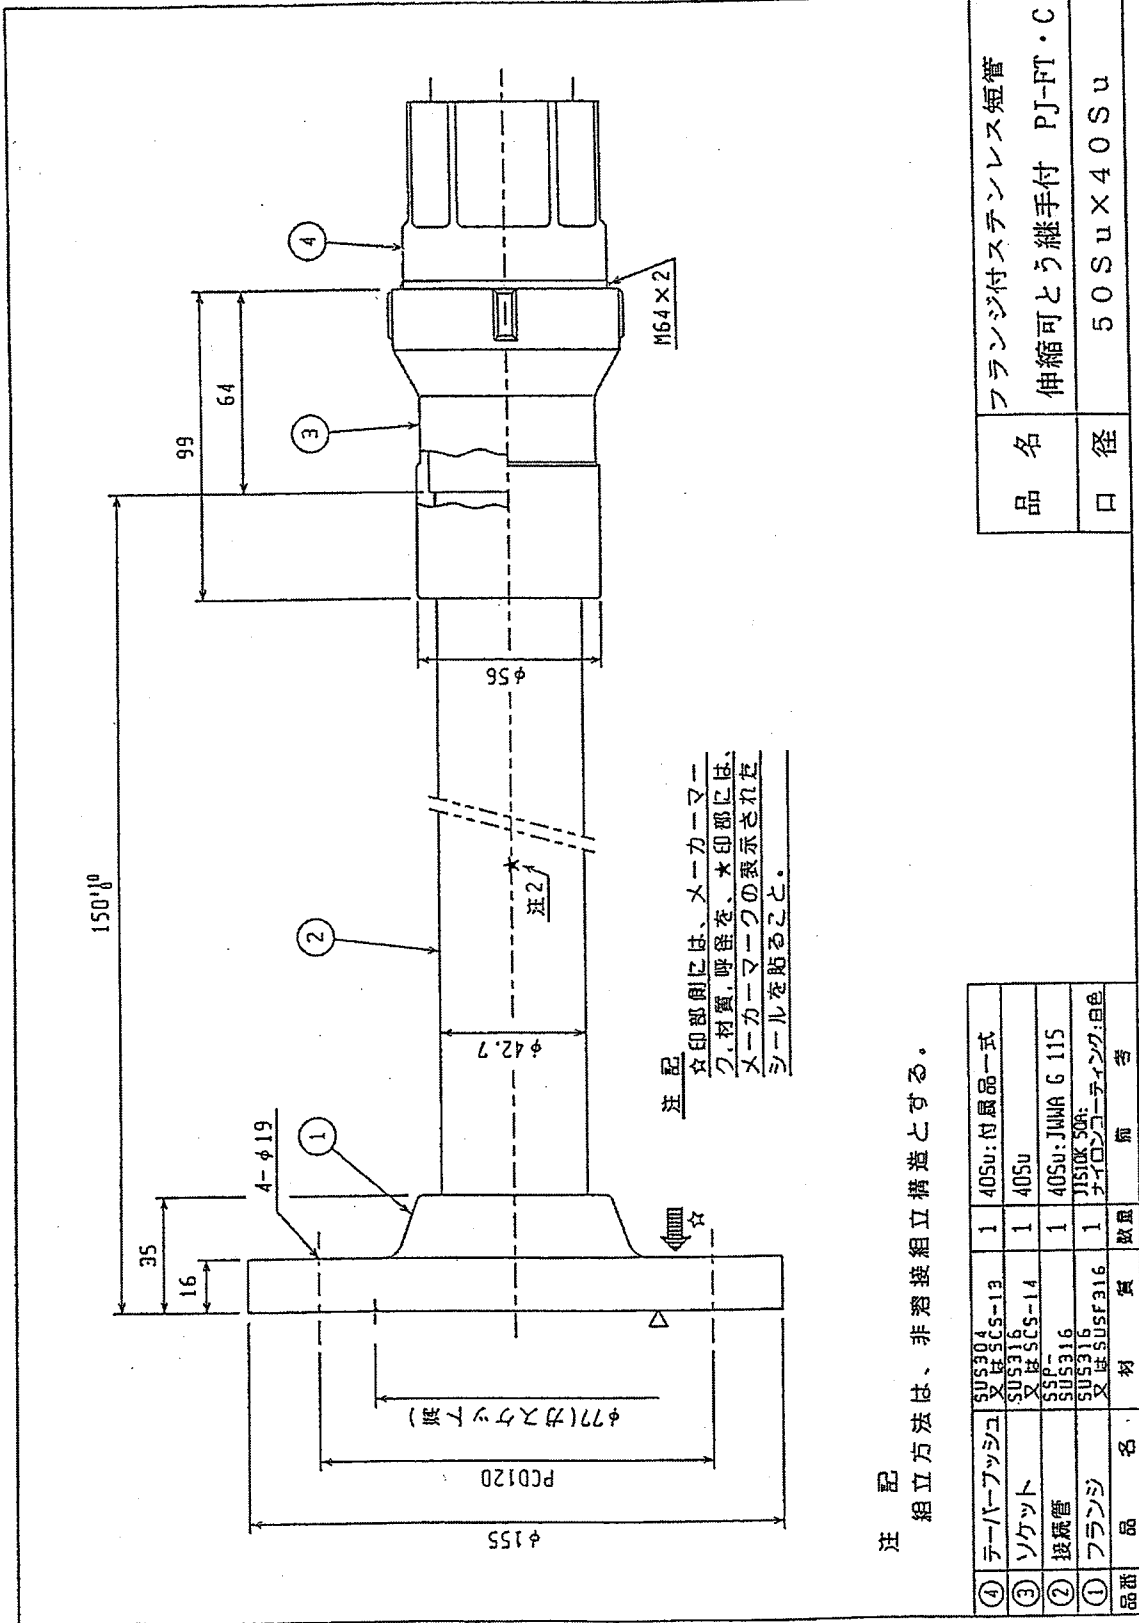 品名
フランジ付ステンレス短管
伸縮可とう継手付 PJ-FT・C
口径
50Su×40Su
4
3
2
1
99
64
M64×2
φ56
φ42.7
注2
4-φ19
35
16
φ77(ガスケット溝)
PCD120
φ155
注記
☆印部側には、メーカーマー
ク、材質、呼径を、★印部には、
メーカーマークの表示された
シールを貼ること。
注記
組立方法は、非溶接組立構造とする。
④ テーパーブッシュ SUS304 又はSCS-13 1 40Su:付属品一式
③ ソケット SUS316 又はSCS-14 1 40Su
② 接続管 SSP-SUS316 1 40Su:JWWA G 115
① フランジ SUS316 又はSUSF316 1 JIS10K 50A: ナイロンコーティング:白色
品番 品名 材質 数量 備考